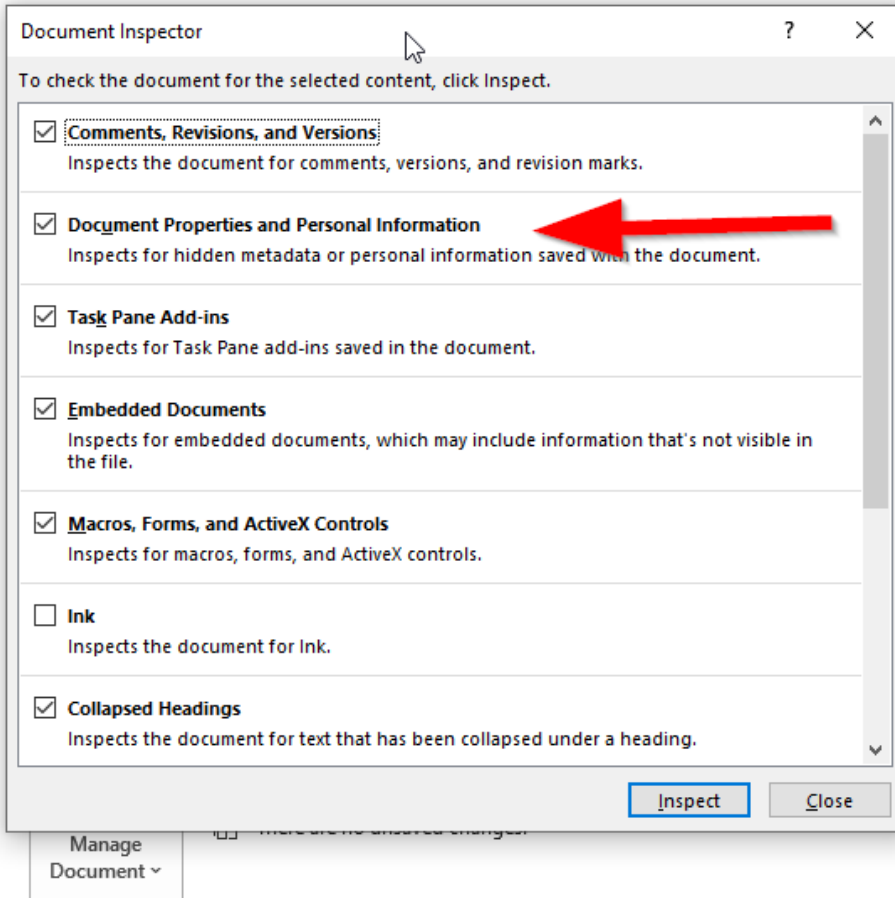 Document Inspector
?
To check the document for the selected content, click Inspect.
Comments, Revisions, and Versions
Inspects the document for comments, versions, and revision marks.
Document Properties and Personal Information
Inspects for hidden metadata or personal information saved with the document.
Task Pane Add-ins
Inspects for Task Pane add-ins saved in the document.
Embedded Documents
Inspects for embedded documents, which may include information that's not visible in
the file.
Macros, Forms, and ActiveX Controls
Inspects for macros, forms, and ActiveX controls.
Ink
Inspects the document for Ink.
Collapsed Headings
Inspects the document for text that has been collapsed under a heading.
Inspect
Close
There are no unsaved changes.
Manage
Document